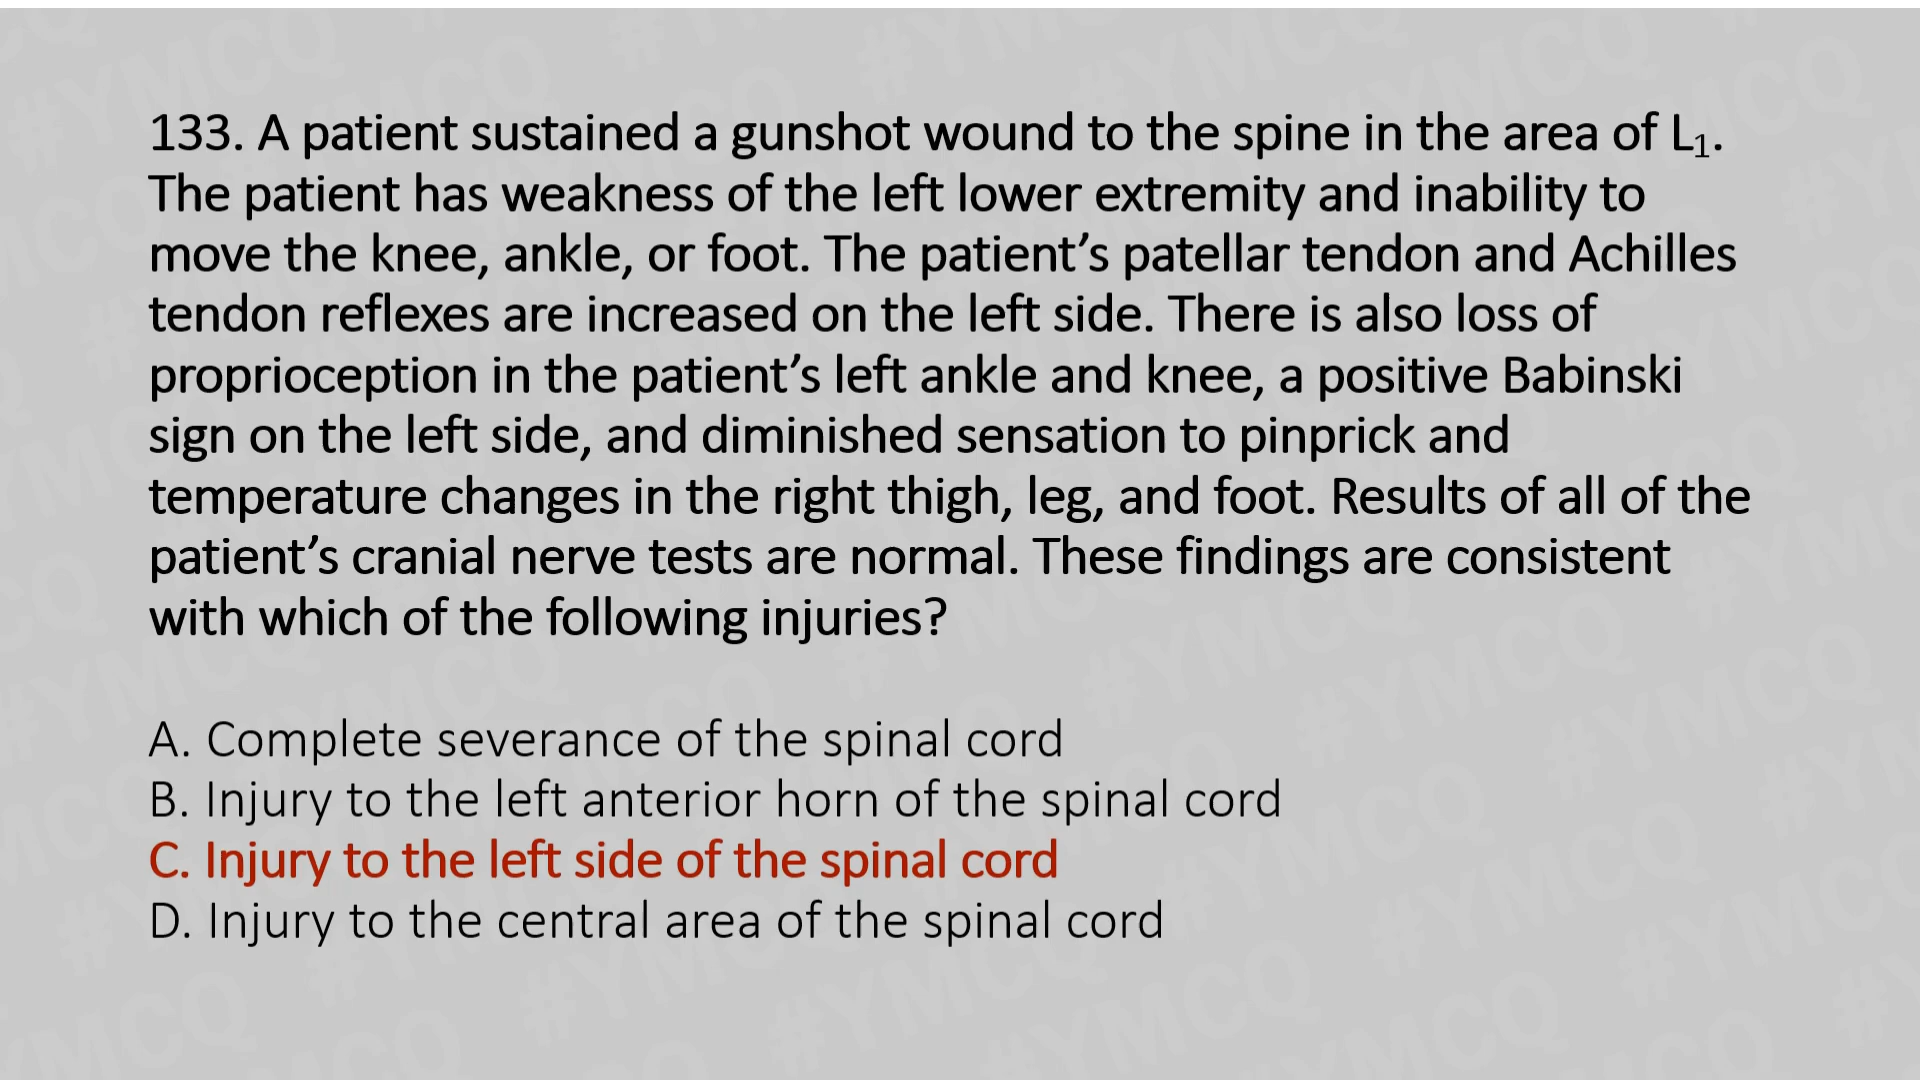 133. A patient sustained a gunshot wound to the spine in the area of L₁.
The patient has weakness of the left lower extremity and inability to
move the knee, ankle, or foot. The patient’s patellar tendon and Achilles
tendon reflexes are increased on the left side. There is also loss of
proprioception in the patient’s left ankle and knee, a positive Babinski
sign on the left side, and diminished sensation to pinprick and
temperature changes in the right thigh, leg, and foot. Results of all of the
patient’s cranial nerve tests are normal. These findings are consistent
with which of the following injuries?
A. Complete severance of the spinal cord
B. Injury to the left anterior horn of the spinal cord
C. Injury to the left side of the spinal cord
D. Injury to the central area of the spinal cord
#YMCQ